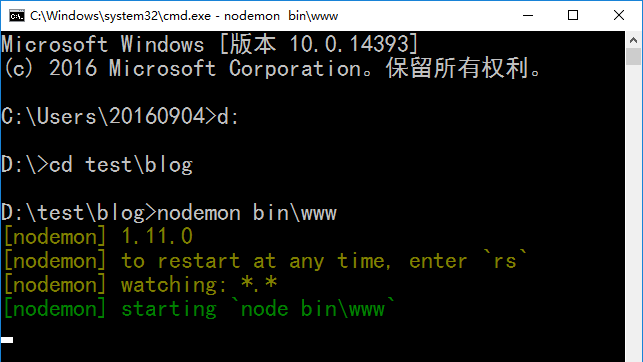 C:\Windows\system32\cmd.exe - nodemon  bin\www
Microsoft Windows [版本 10.0.14393]
(c) 2016 Microsoft Corporation。保留所有权利。
C:\Users\20160904>d:
D:\>cd test\blog
D:\test\blog>nodemon bin\www
[nodemon] 1.11.0
[nodemon] to restart at any time, enter `rs`
[nodemon] watching: *.*
[nodemon] starting `node bin\www`